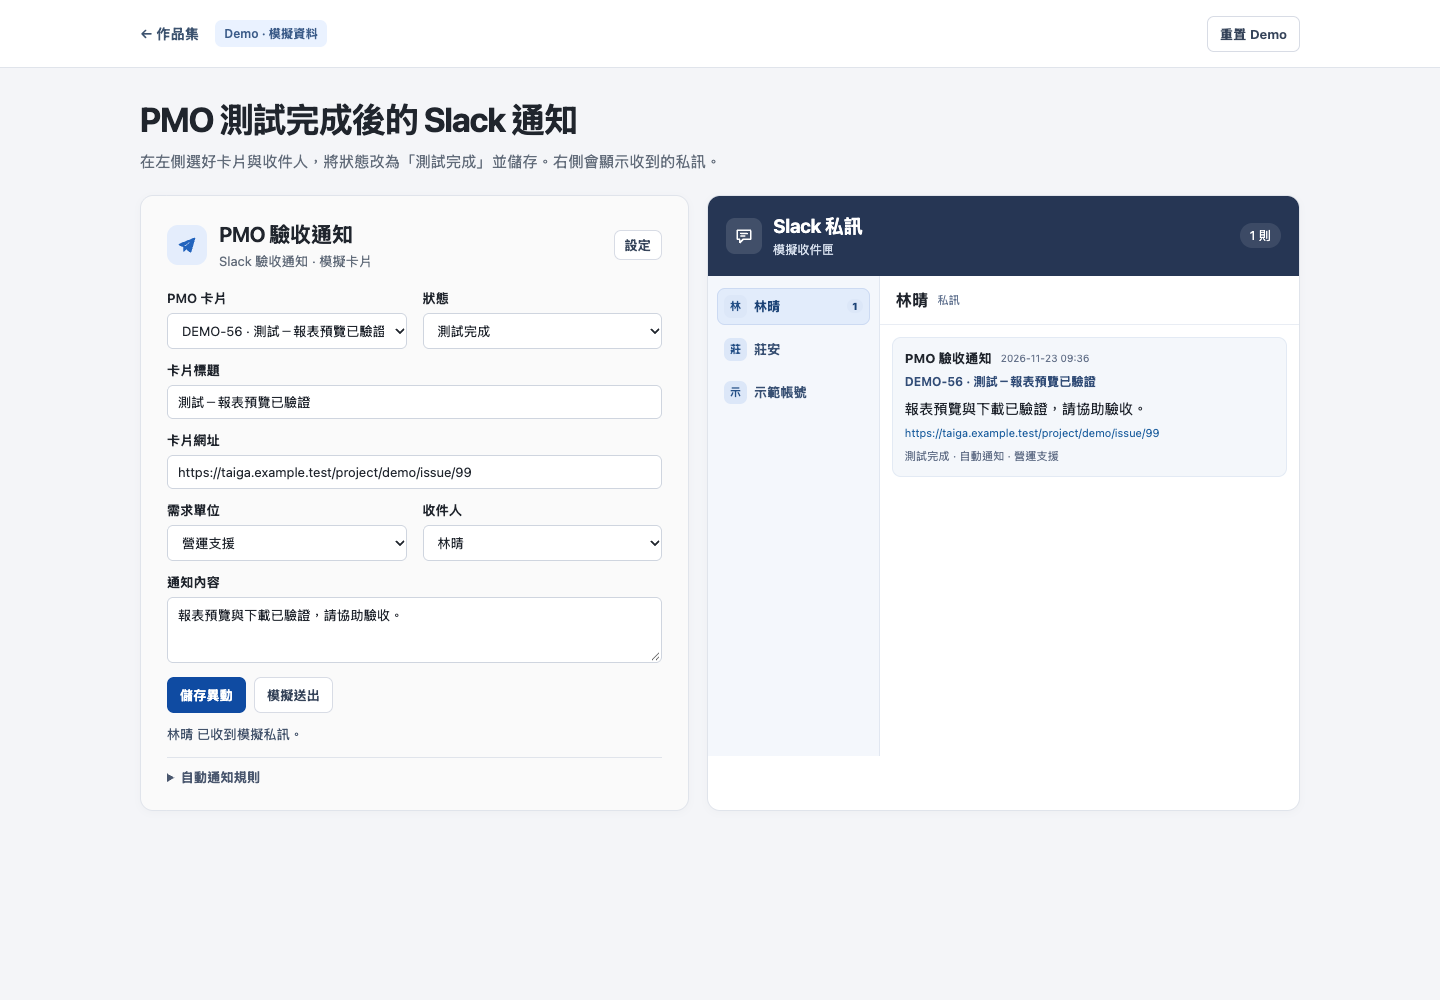 ← 作品集
Demo · 模擬資料
重置 Demo
PMO 測試完成後的 Slack 通知
在左側選好卡片與收件人，將狀態改為「測試完成」並儲存。右側會顯示收到的私訊。
PMO 驗收通知
Slack 驗收通知 · 模擬卡片
設定
PMO 卡片
狀態
DEMO-56 · 測試－報表預覽已驗證
測試完成
卡片標題
測試－報表預覽已驗證
卡片網址
https://taiga.example.test/project/demo/issue/99
需求單位
收件人
營運支援
林晴
通知內容
報表預覽與下載已驗證，請協助驗收。
儲存異動
模擬送出
林晴 已收到模擬私訊。
自動通知規則
Slack 私訊
模擬收件匣
1 則
林 林晴 1
莊 莊安
示 示範帳號
林晴 私訊
PMO 驗收通知 2026-11-23 09:36
DEMO-56 · 測試－報表預覽已驗證
報表預覽與下載已驗證，請協助驗收。
https://taiga.example.test/project/demo/issue/99
測試完成 · 自動通知 · 營運支援